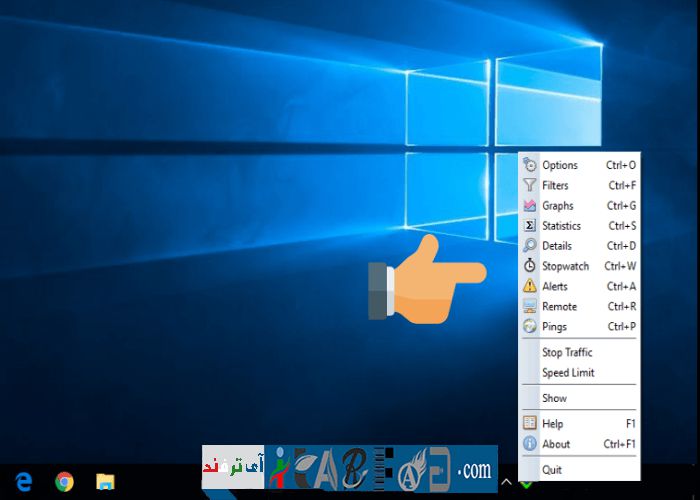 Options Ctrl+O
Filters Ctrl+F
Graphs Ctrl+G
Statistics Ctrl+S
Details Ctrl+D
Stopwatch Ctrl+W
Alerts Ctrl+A
Remote Ctrl+R
Pings Ctrl+P
Stop Traffic
Speed Limit
Show
Help F1
About Ctrl+F1
Quit
آی ترفند
.com